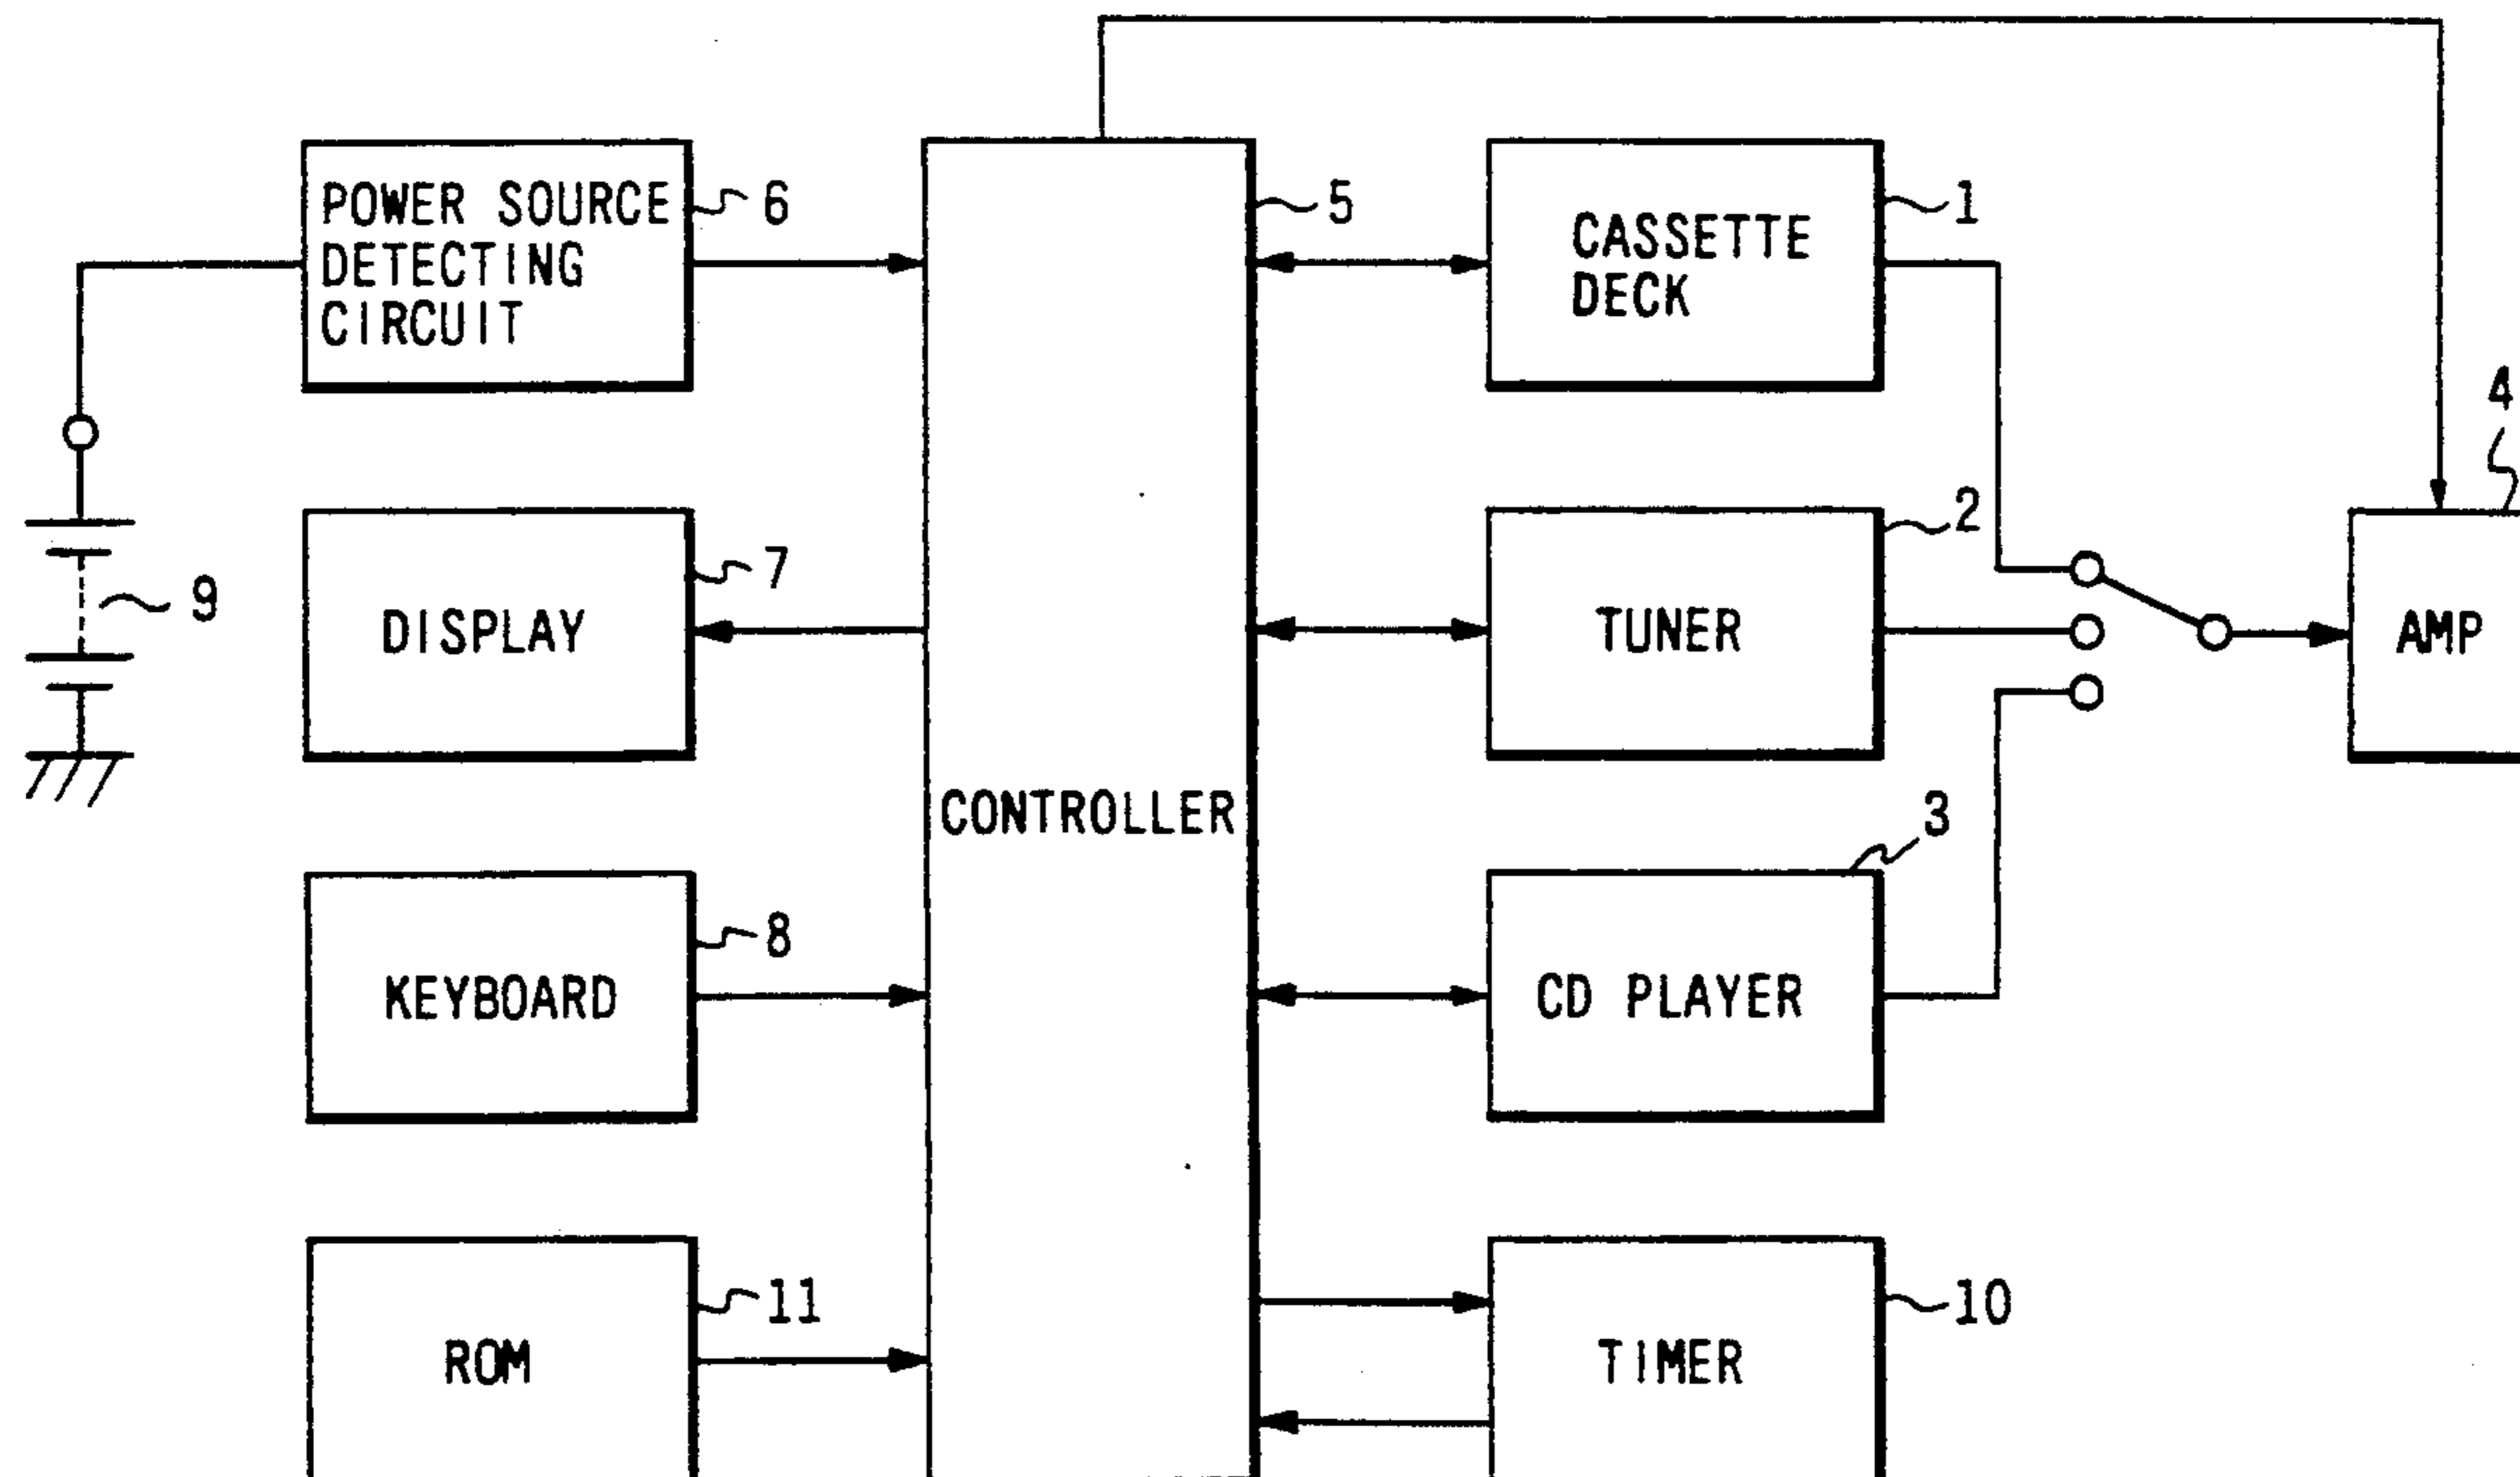 POWER SOURCE
DETECTING
CIRCUIT
6
5
CASSETTE
DECK
1
4
DISPLAY
7
9
TUNER
2
AMP
CONTROLLER
3
KEYBOARD
8
CD PLAYER
ROM
11
TIMER
10